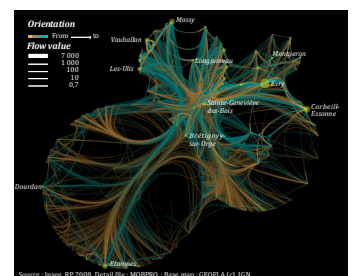 Orientation
From → to
Flow value
7 000
1 000
100
10
0,7
Massy
Vauhallan
Longjumeau
Montgeron
Les-Ulis
Evry
Sainte-Geneviève
des-Bois
Corbeil-
Essonne
Brétigny
sur-Orge
Dourdan
Etampes
Source : Insee, RP 2008, Detail file - MOBPRO - Base map : GEOFLA (c) IGN